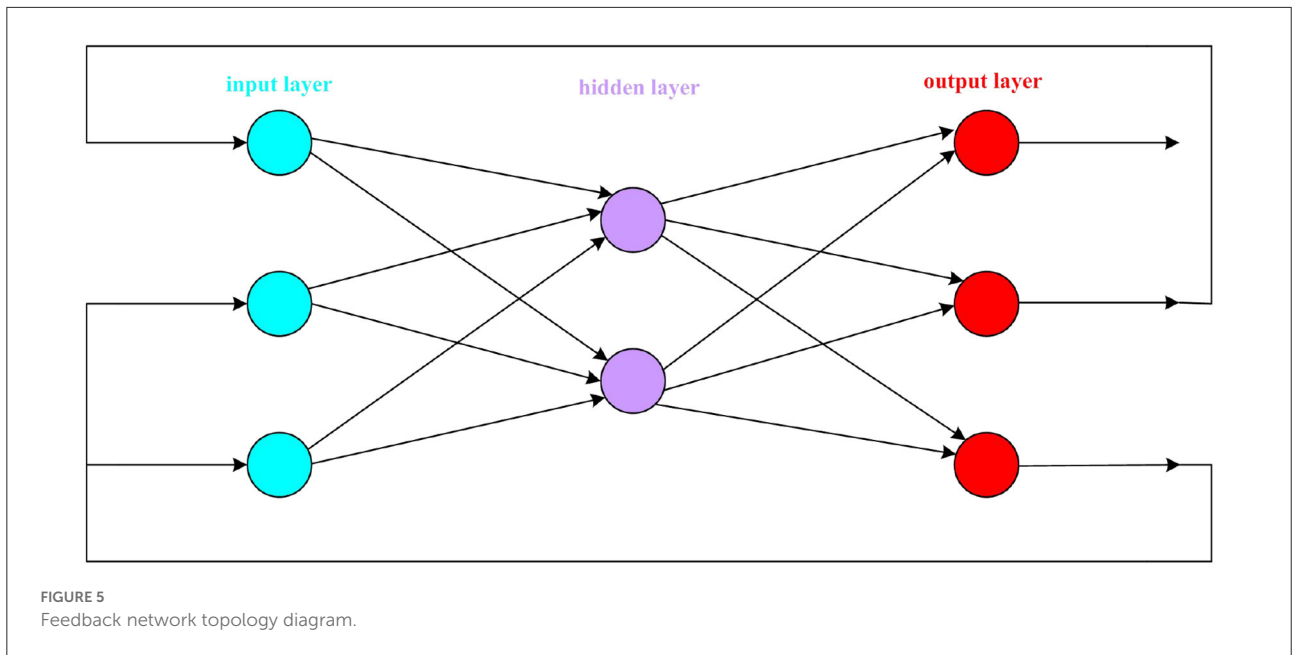 input layer
hidden layer
output layer
FIGURE 5
Feedback network topology diagram.